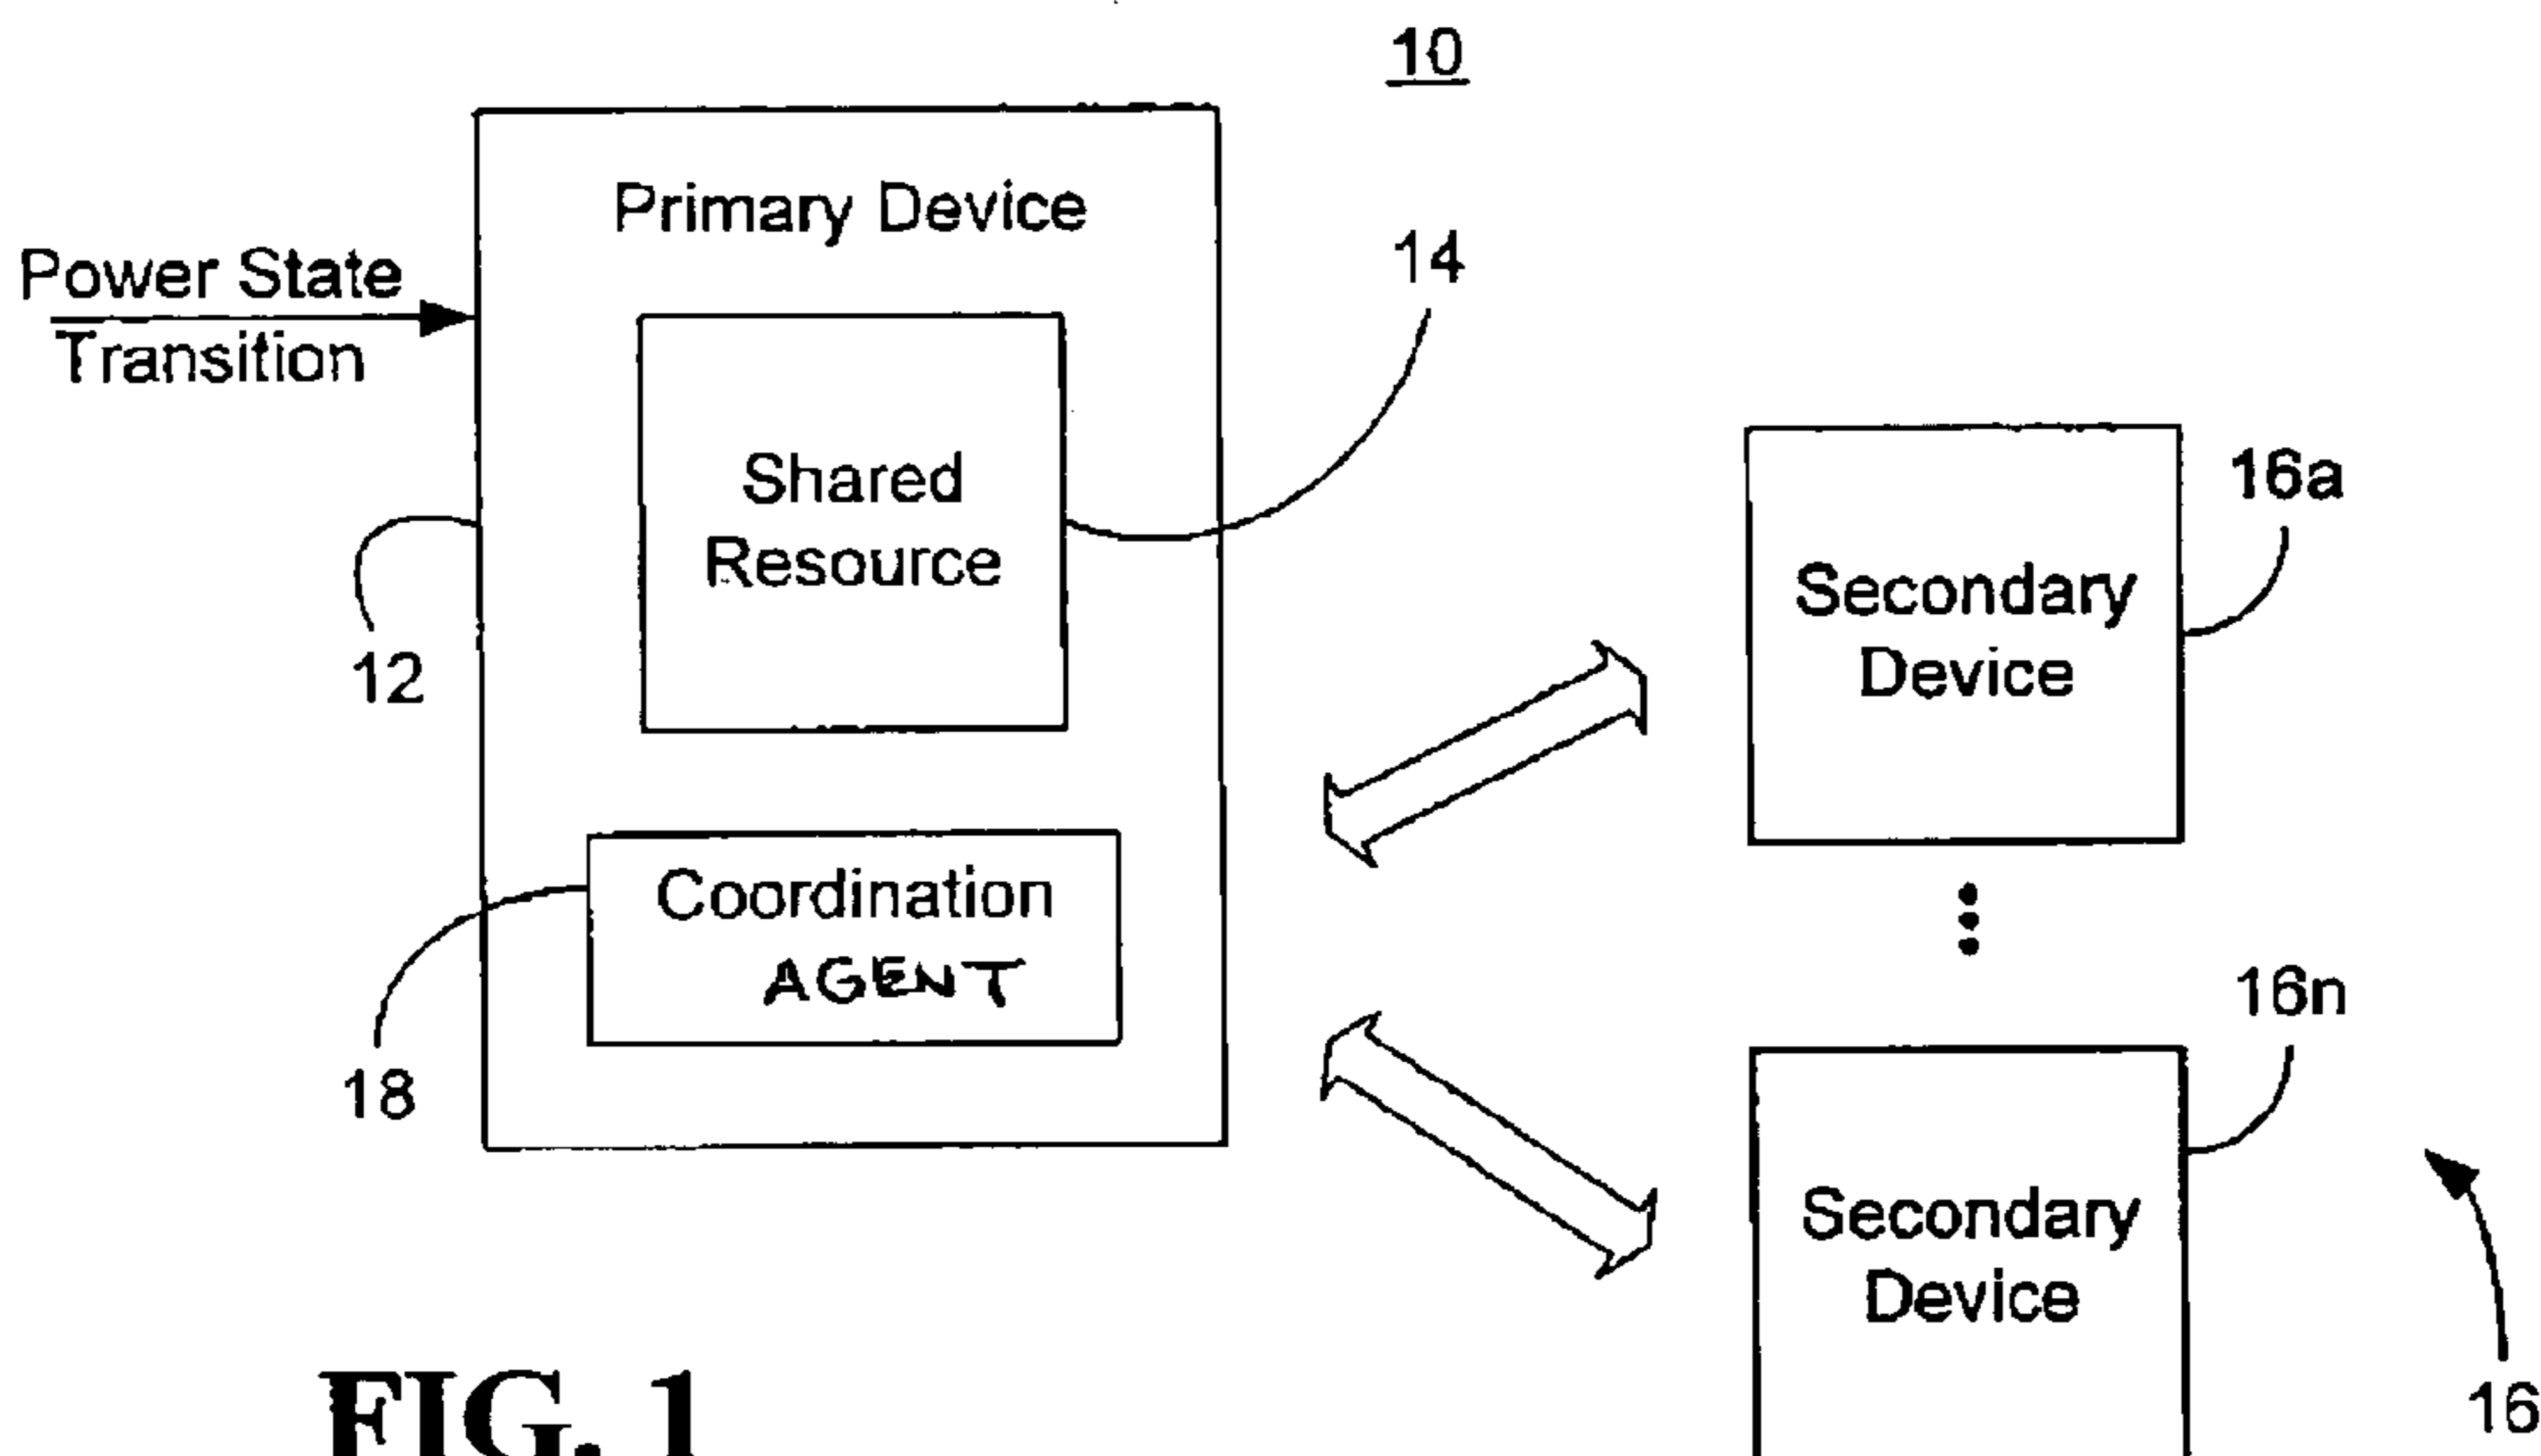 10
Primary Device
Power State
Transition
14
Shared
Resource
12
16a
Secondary
Device
Coordination
AGENT
18
16n
Secondary
Device
16
FIG. 1